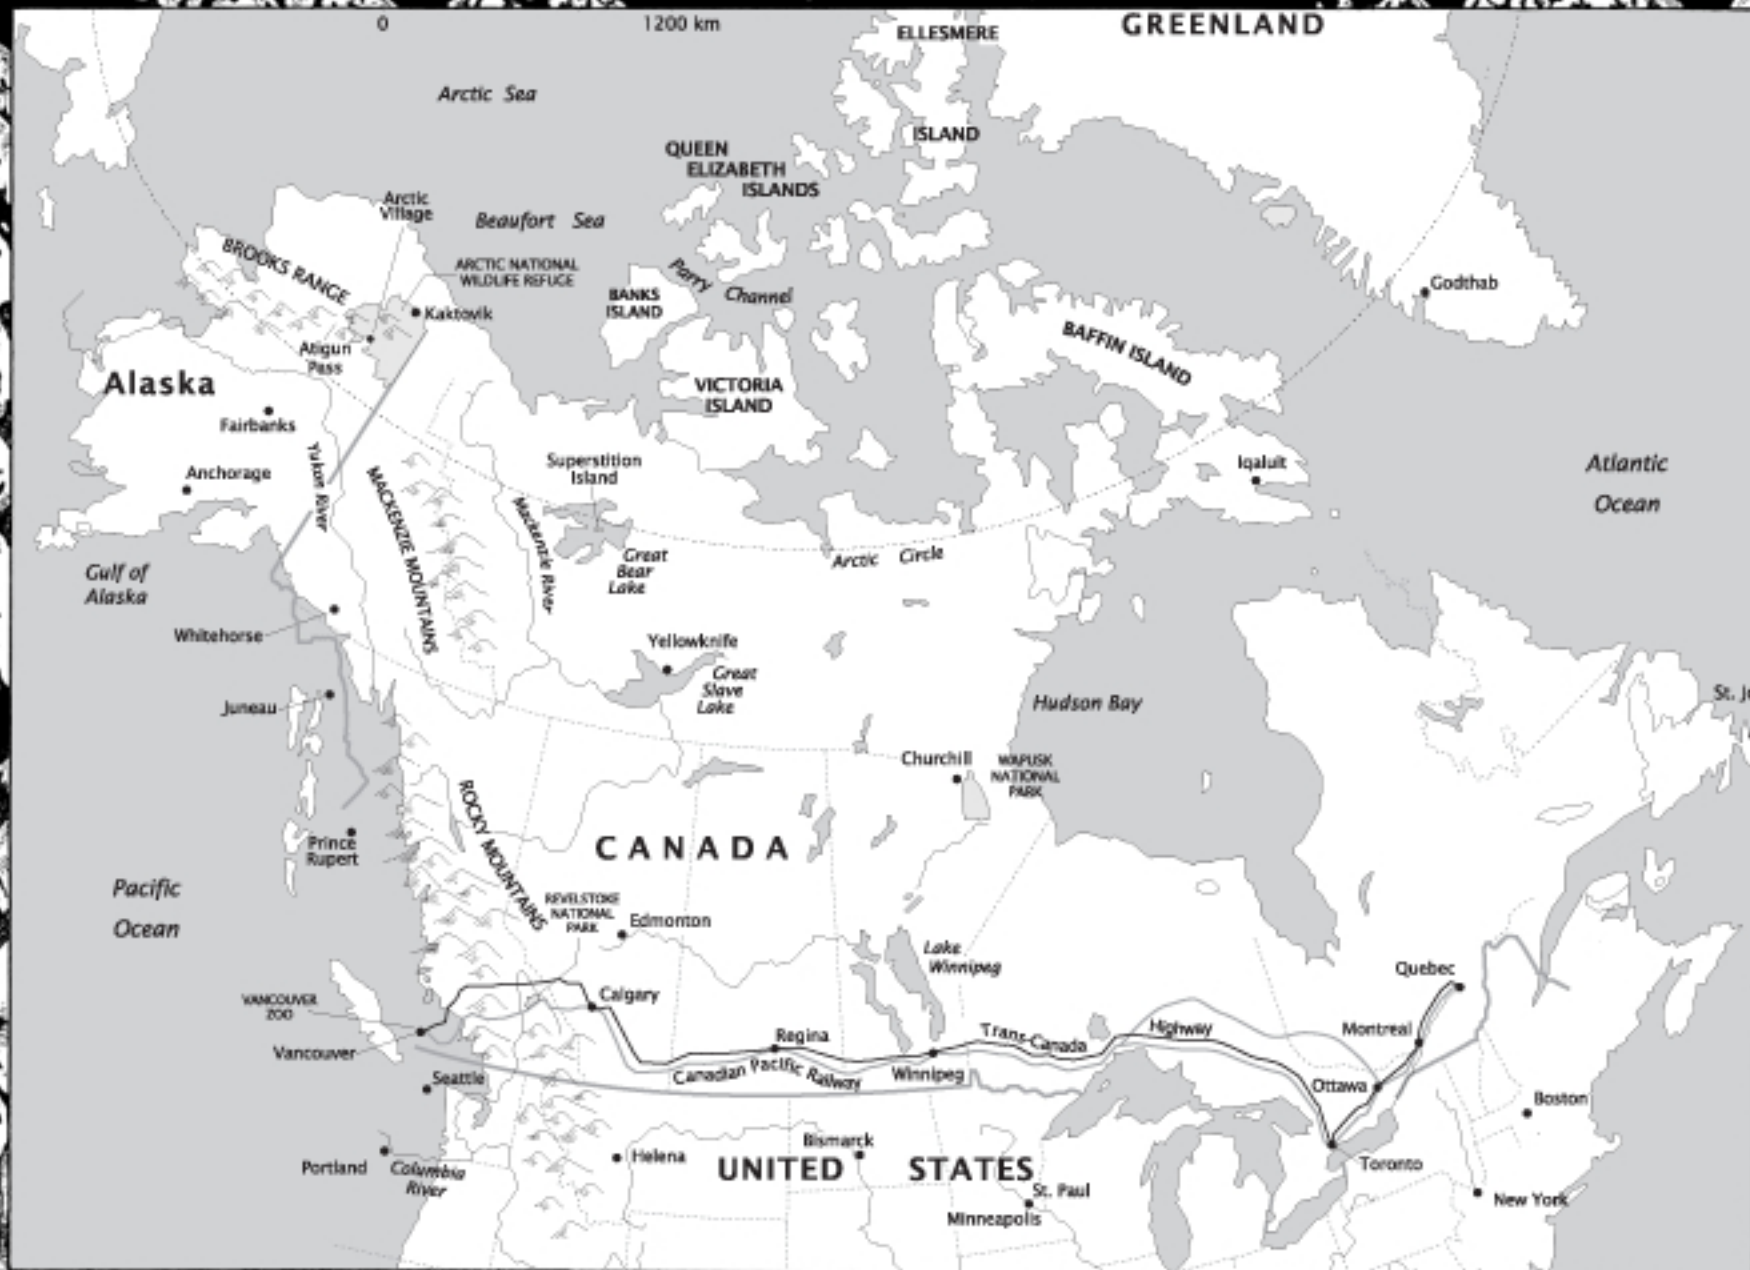 0
1200 km
ELLESMERE
GREENLAND
Arctic Sea
ISLAND
QUEEN
ELIZABETH
ISLANDS
Arctic
Village
Beaufort Sea
BROOKS RANGE
ARCTIC NATIONAL
WILDLIFE REFUGE
Parry Channel
BANKS
ISLAND
Godthab
Kaktovik
BAFFIN ISLAND
Atigun
Pass
Alaska
VICTORIA
ISLAND
Fairbanks
Yukon River
Superstition
Island
Iqaluit
Anchorage
MACKENZIE MOUNTAINS
Mackenzie River
Atlantic
Ocean
Great
Bear
Lake
Arctic Circle
Gulf of
Alaska
Whitehorse
Yellowknife
Great
Slave
Lake
Juneau
Hudson Bay
Churchill
WAPUSK
NATIONAL
PARK
ROCKY MOUNTAINS
CANADA
Prince
Rupert
Pacific
Ocean
REVELSTOKE
NATIONAL
PARK
Edmonton
Lake
Winnipeg
Quebec
VANCOUVER
ZOO
Calgary
Vancouver
Regina
Trans-Canada
Highway
Montreal
Canadian Pacific Railway
Winnipeg
Seattle
Ottawa
Boston
Portland
Columbia
River
Helena
Bismarck
UNITED STATES
Toronto
St. Paul
Minneapolis
New York